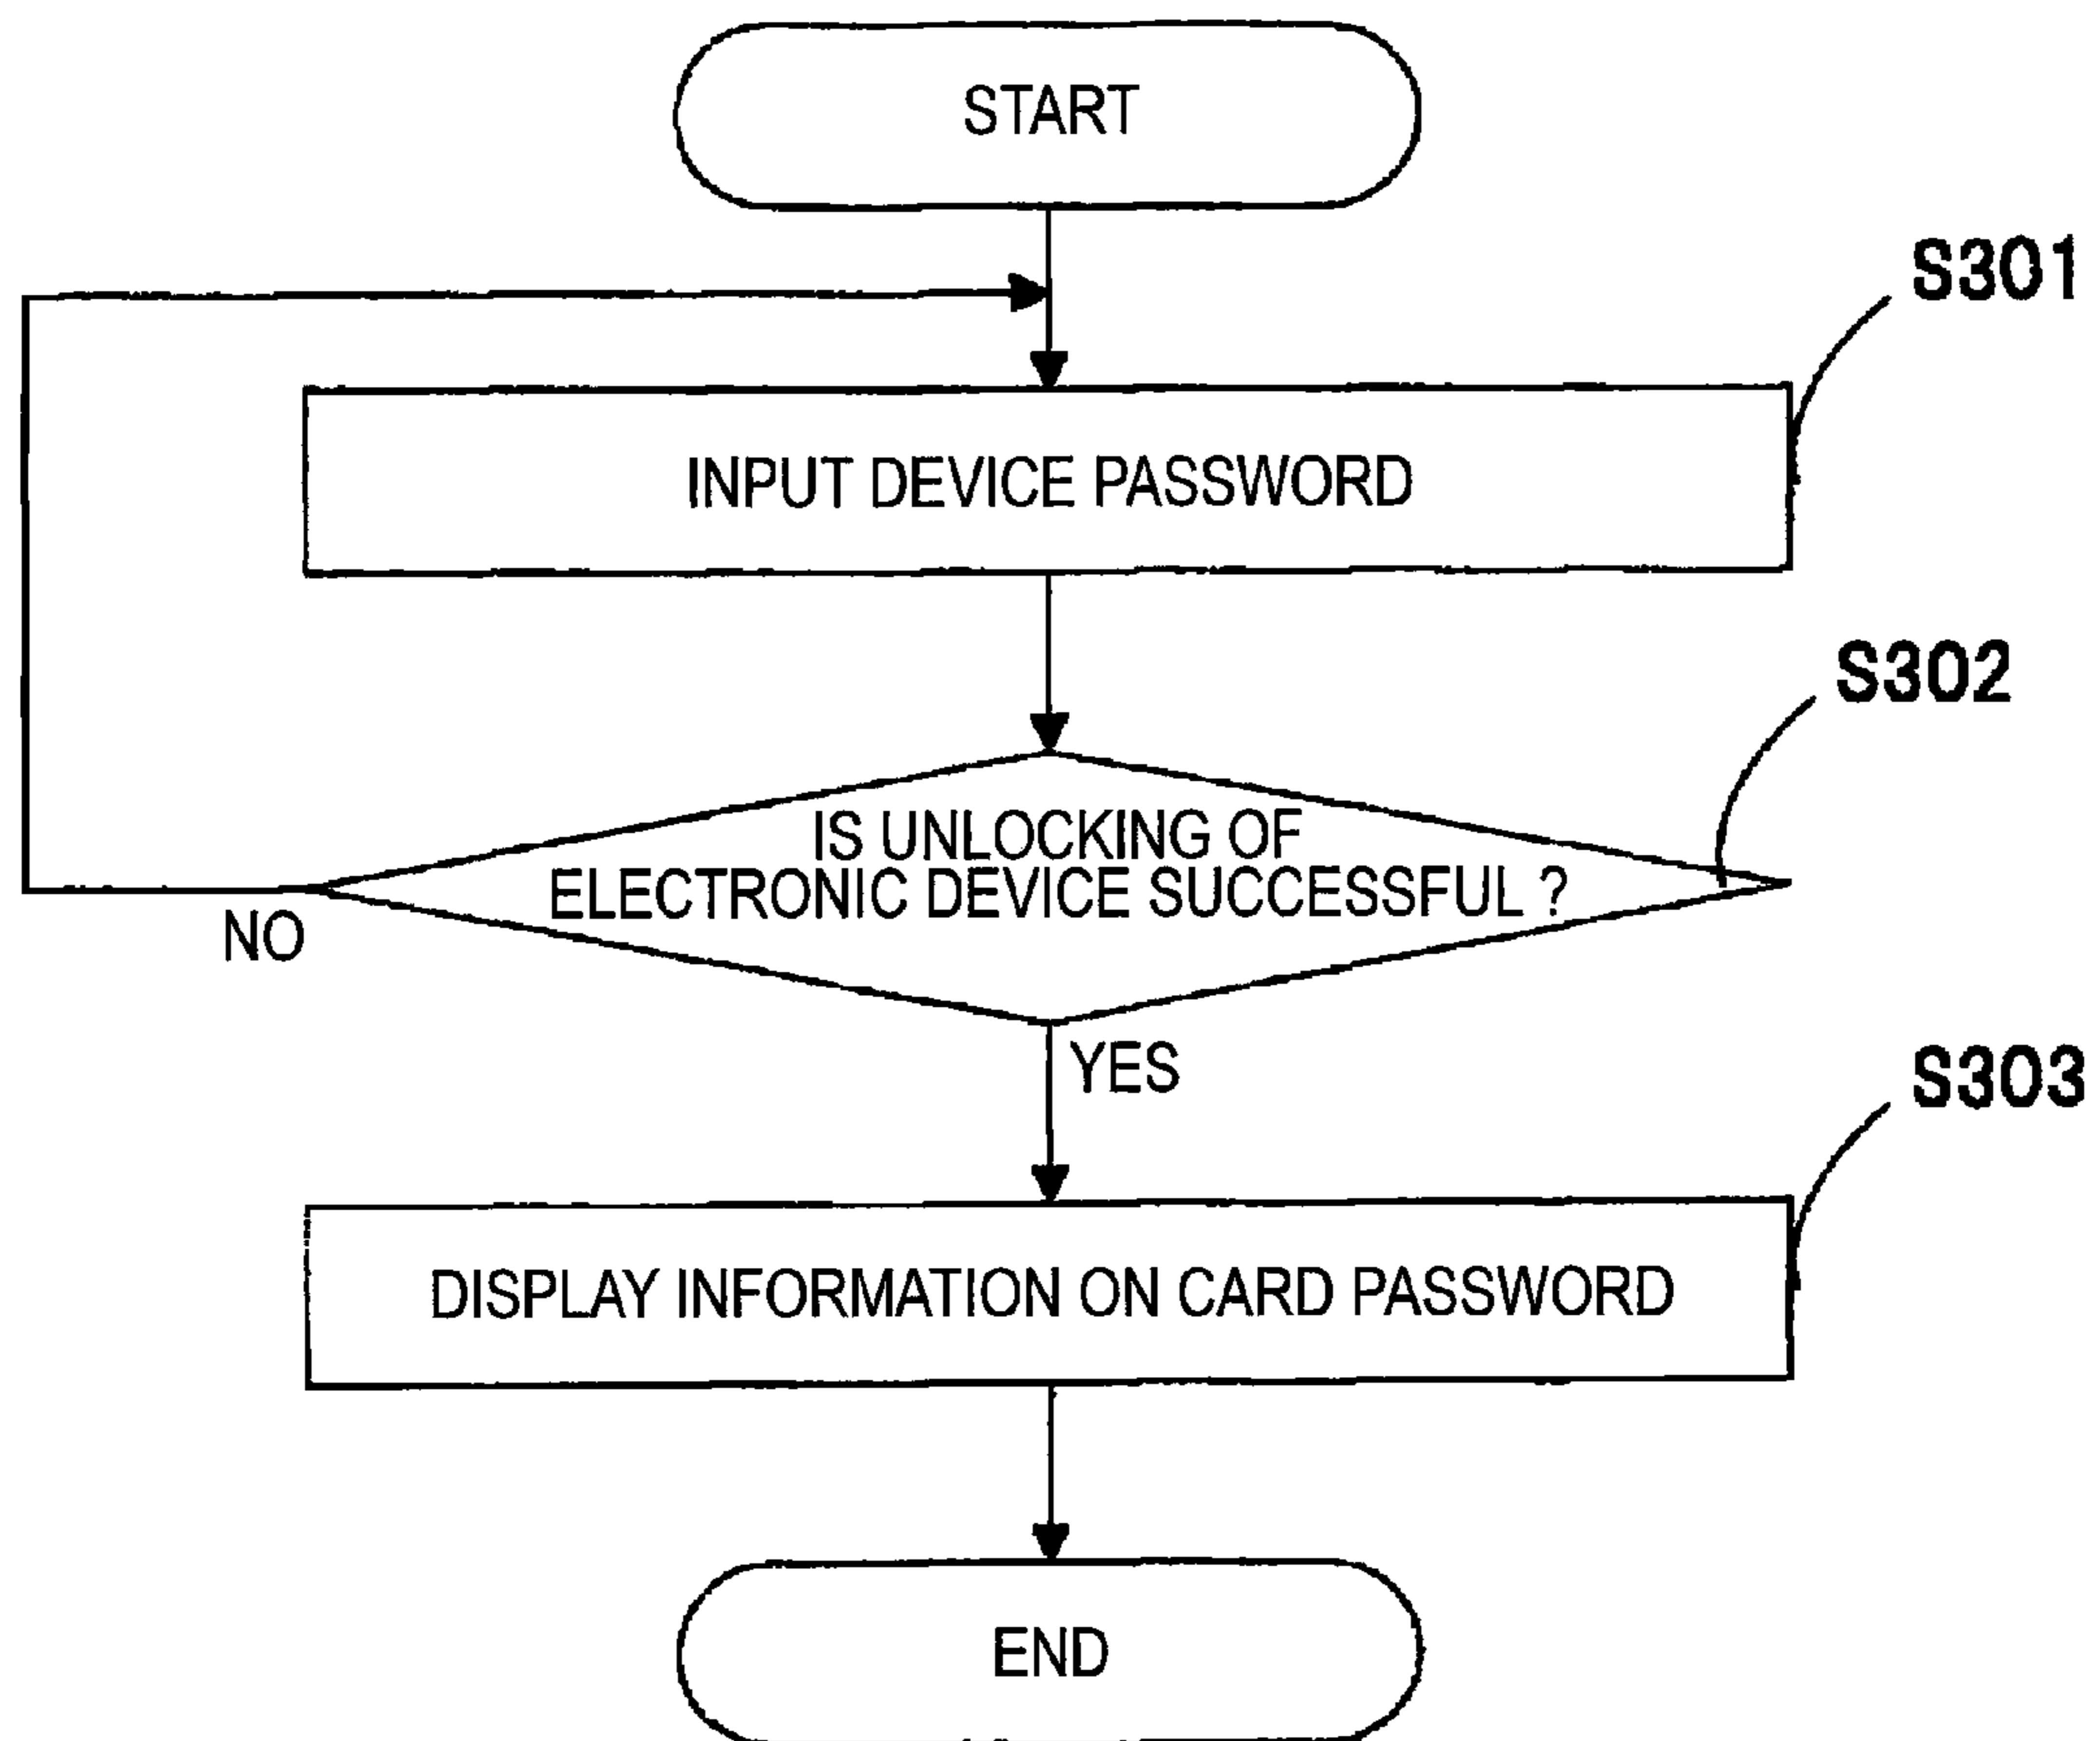 START
S301
INPUT DEVICE PASSWORD
S302
IS UNLOCKING OF
ELECTRONIC DEVICE SUCCESSFUL ?
NO
YES
S303
DISPLAY INFORMATION ON CARD PASSWORD
END